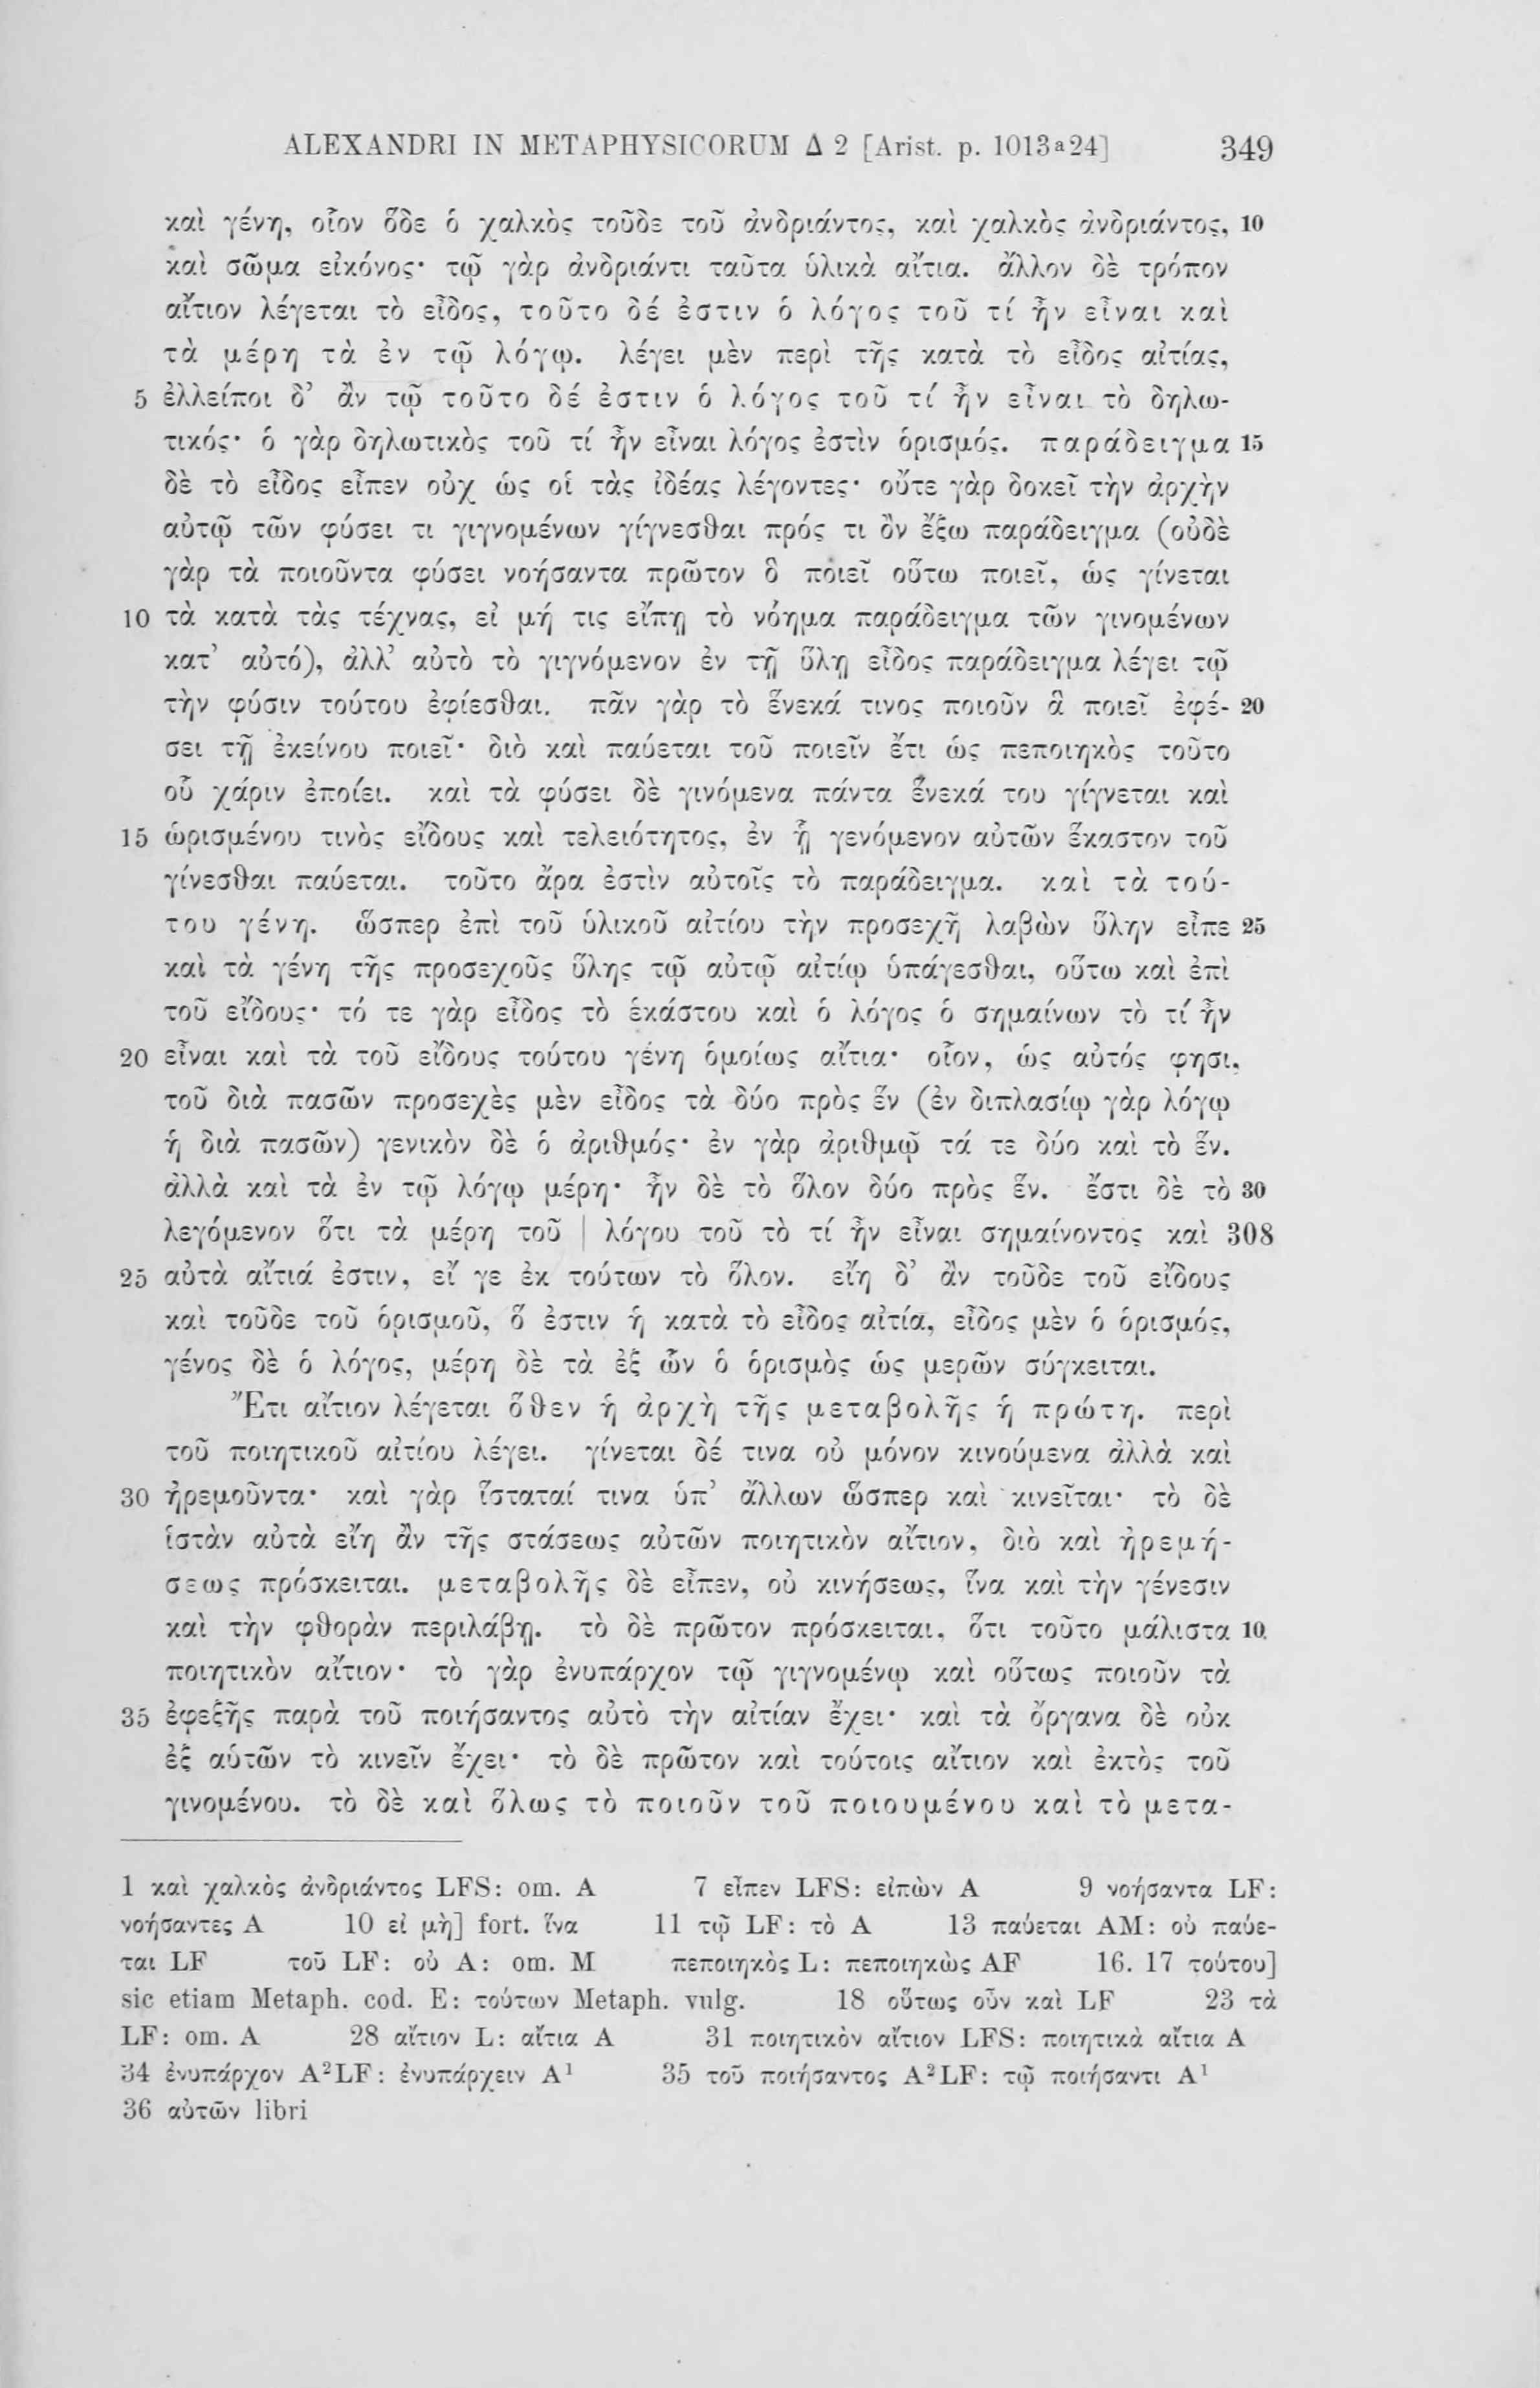 ALEXANDRI IN METAPHYSICORUM Δ 2 [Arist. p. 1013a24] 349
καὶ γένη, οἷον ὅδε ὁ χαλκὸς τοῦδε τοῦ ἀνδριάντος, καὶ χαλκὸς ἀνδριάντος, 10
καὶ σῶμα εἰκόνος· τῷ γὰρ ἀνδριάντι ταῦτα ὑλικὰ αἴτια. ἄλλον δὲ τρόπον
αἴτιον λέγεται τὸ εἶδος, τοῦτο δέ ἐστιν ὁ λόγος τοῦ τί ἦν εἶναι καὶ
τὰ μέρη τὰ ἐν τῷ λόγῳ. λέγει μὲν περὶ τῆς κατὰ τὸ εἶδος αἰτίας,
5 ἐλλείποι δ’ ἂν τῷ τοῦτο δέ ἐστιν ὁ λόγος τοῦ τί ἦν εἶναι τὸ δηλω-
τικός· ὁ γὰρ δηλωτικὸς τοῦ τί ἦν εἶναι λόγος ἐστὶν ὁρισμός. παράδειγμα 15
δὲ τὸ εἶδος εἶπεν οὐχ ὡς οἱ τὰς ἰδέας λέγοντες· οὔτε γὰρ δοκεῖ τὴν ἀρχὴν
αὐτῷ τῶν φύσει τι γιγνομένων γίγνεσθαι πρός τι ὂν ἔξω παράδειγμα (οὐδὲ
γὰρ τὰ ποιοῦντα φύσει νοήσαντα πρῶτον ὃ ποιεῖ οὕτω ποιεῖ, ὡς γίνεται
10 τὰ κατὰ τὰς τέχνας, εἰ μή τις εἴπῃ τὸ νόημα παράδειγμα τῶν γινομένων
κατ’ αὐτό), ἀλλ’ αὐτὸ τὸ γιγνόμενον ἐν τῇ ὕλῃ εἶδος παράδειγμα λέγει τῷ
τὴν φύσιν τούτου ἐφίεσθαι. πᾶν γὰρ τὸ ἕνεκά τινος ποιοῦν ἃ ποιεῖ ἐφέ- 20
σει τῇ ἐκείνου ποιεῖ· διὸ καὶ παύεται τοῦ ποιεῖν ἔτι ὡς πεποιηκὸς τοῦτο
οὗ χάριν ἐποίει. καὶ τὰ φύσει δὲ γινόμενα πάντα ἕνεκά του γίγνεται καὶ
15 ὡρισμένου τινὸς εἴδους καὶ τελειότητος, ἐν ᾗ γενόμενον αὐτῶν ἕκαστον τοῦ
γίνεσθαι παύεται. τοῦτο ἄρα ἐστὶν αὐτοῖς τὸ παράδειγμα. καὶ τὰ τού-
του γένη. ὥσπερ ἐπὶ τοῦ ὑλικοῦ αἰτίου τὴν προσεχῆ λαβὼν ὕλην εἶπε 25
καὶ τὰ γένη τῆς προσεχοῦς ὕλης τῷ αὐτῷ αἰτίῳ ὑπάγεσθαι, οὕτω καὶ ἐπὶ
τοῦ εἴδους· τό τε γὰρ εἶδος τὸ ἑκάστου καὶ ὁ λόγος ὁ σημαίνων τὸ τί ἦν
20 εἶναι καὶ τὰ τοῦ εἴδους τούτου γένη ὁμοίως αἴτια· οἷον, ὡς αὐτός φησι,
τοῦ διὰ πασῶν προσεχὲς μὲν εἶδος τὰ δύο πρὸς ἕν (ἐν διπλασίῳ γὰρ λόγῳ
ἡ διὰ πασῶν) γενικὸν δὲ ὁ ἀριθμός· ἐν γὰρ ἀριθμῷ τά τε δύο καὶ τὸ ἕν.
ἀλλὰ καὶ τὰ ἐν τῷ λόγῳ μέρη· ἦν δὲ τὸ ὅλον δύο πρὸς ἕν. ἔστι δὲ τὸ 30
λεγόμενον ὅτι τὰ μέρη τοῦ | λόγου τοῦ τὸ τί ἦν εἶναι σημαίνοντος καὶ 308
25 αὐτὰ αἴτιά ἐστιν, εἴ γε ἐκ τούτων τὸ ὅλον. εἴη δ’ ἂν τοῦδε τοῦ εἴδους
καὶ τοῦδε τοῦ ὁρισμοῦ, ὅ ἐστιν ἡ κατὰ τὸ εἶδος αἰτία, εἶδος μὲν ὁ ὁρισμός,
γένος δὲ ὁ λόγος, μέρη δὲ τὰ ἐξ ὧν ὁ ὁρισμὸς ὡς μερῶν σύγκειται.
Ἔτι αἴτιον λέγεται ὅθεν ἡ ἀρχὴ τῆς μεταβολῆς ἡ πρώτη. περὶ
τοῦ ποιητικοῦ αἰτίου λέγει. γίνεται δέ τινα οὐ μόνον κινούμενα ἀλλὰ καὶ
30 ἠρεμοῦντα· καὶ γὰρ ἵσταταί τινα ὑπ’ ἄλλων ὥσπερ καὶ κινεῖται· τὸ δὲ
ἱστὰν αὐτὰ εἴη ἂν τῆς στάσεως αὐτῶν ποιητικὸν αἴτιον, διὸ καὶ ἠρεμή-
σεως πρόσκειται. μεταβολῆς δὲ εἶπεν, οὐ κινήσεως, ἵνα καὶ τὴν γένεσιν
καὶ τὴν φθορὰν περιλάβῃ. τὸ δὲ πρῶτον πρόσκειται, ὅτι τοῦτο μάλιστα 10
ποιητικὸν αἴτιον· τὸ γὰρ ἐνυπάρχον τῷ γιγνομένῳ καὶ οὕτως ποιοῦν τὰ
35 ἐφεξῆς παρὰ τοῦ ποιήσαντος αὐτὸ τὴν αἰτίαν ἔχει· καὶ τὰ ὄργανα δὲ οὐκ
ἐξ αὑτῶν τὸ κινεῖν ἔχει· τὸ δὲ πρῶτον καὶ τούτοις αἴτιον καὶ ἐκτὸς τοῦ
γινομένου. τὸ δὲ καὶ ὅλως τὸ ποιοῦν τοῦ ποιουμένου καὶ τὸ μετα-
1 καὶ χαλκὸς ἀνδριάντος LFS: om. A 7 εἶπεν LFS: εἰπὼν A 9 νοήσαντα LF:
νοήσαντες A 10 εἰ μὴ] fort. ἵνα 11 τῷ LF: τὸ A 13 παύεται AM: οὐ παύε-
ται LF τοῦ LF: οὐ A: om. M πεποιηκὸς L: πεποιηκὼς AF 16. 17 τούτου]
sic etiam Metaph. cod. E: τούτων Metaph. vulg. 18 οὕτως οὖν καὶ LF 23 τὰ
LF: om. A 28 αἴτιον L: αἴτια A 31 ποιητικὸν αἴτιον LFS: ποιητικὰ αἴτια A
34 ἐνυπάρχον A²LF: ἐνυπάρχειν A¹ 35 τοῦ ποιήσαντος A²LF: τῷ ποιήσαντι A¹
36 αὐτῶν libri